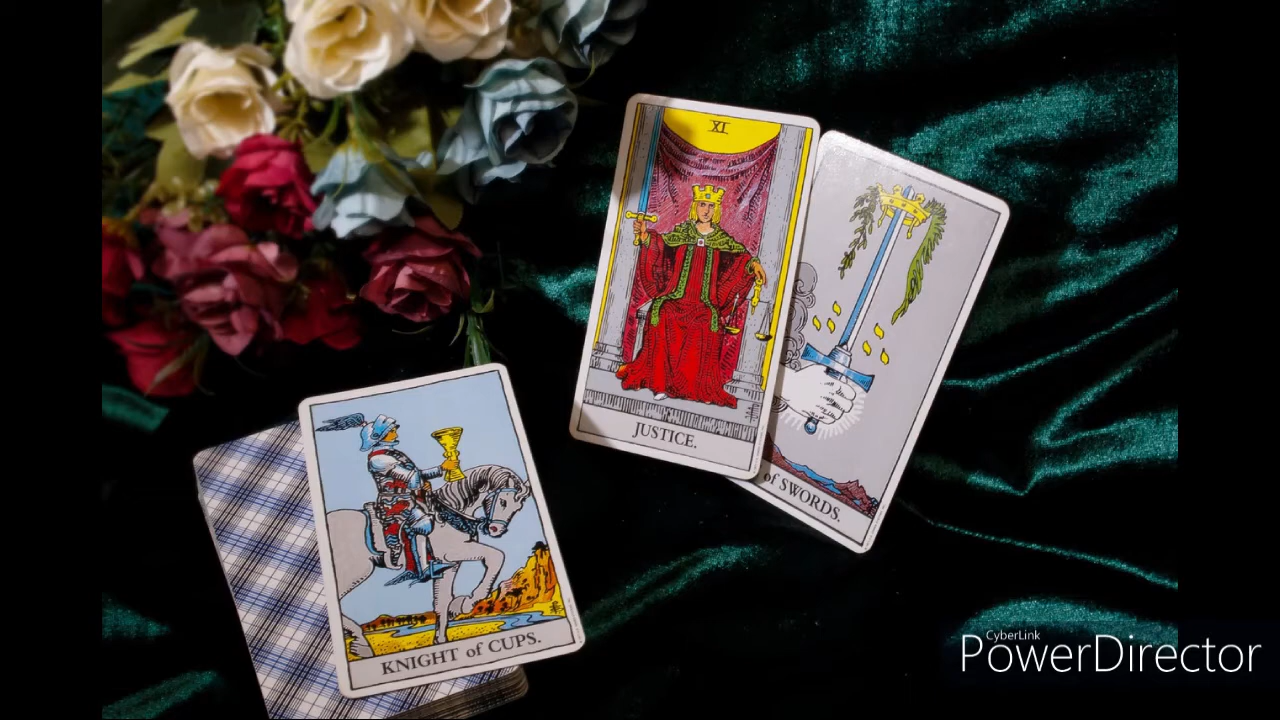 XI
JUSTICE.
of SWORDS.
KNIGHT of CUPS.
CyberLink
PowerDirector